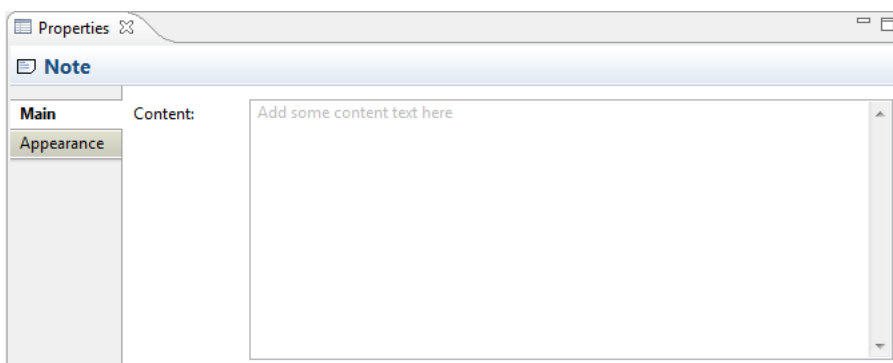 Properties
Note
Main
Content:
Add some content text here
Appearance